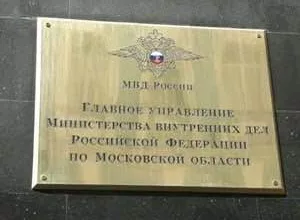 МВД России
Главное управление
Министерства внутренних дел
Российской Федерации
по Московской области